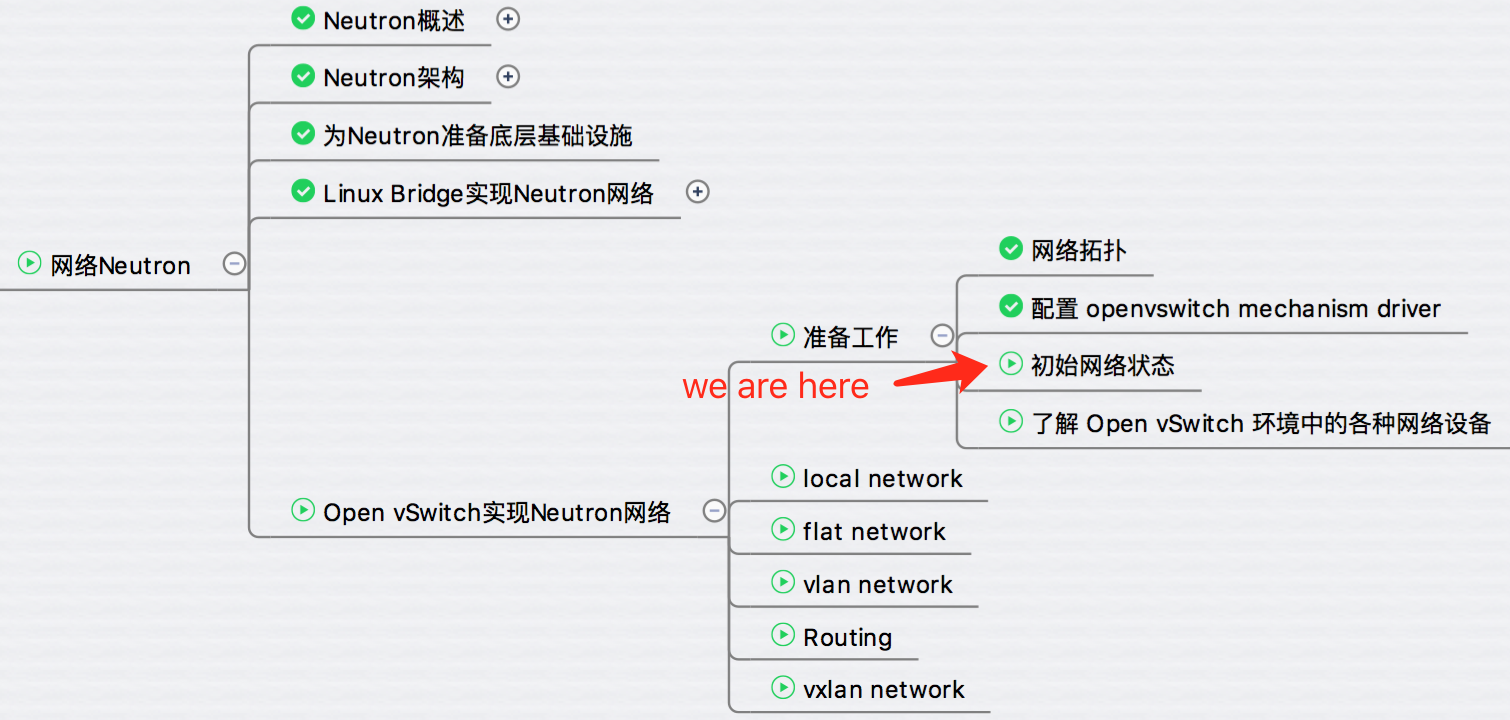 Neutron概述
Neutron架构
为Neutron准备底层基础设施
Linux Bridge实现Neutron网络
网络Neutron
网络拓扑
配置 openvswitch mechanism driver
准备工作
初始网络状态
we are here
了解 Open vSwitch 环境中的各种网络设备
local network
Open vSwitch实现Neutron网络
flat network
vlan network
Routing
vxlan network